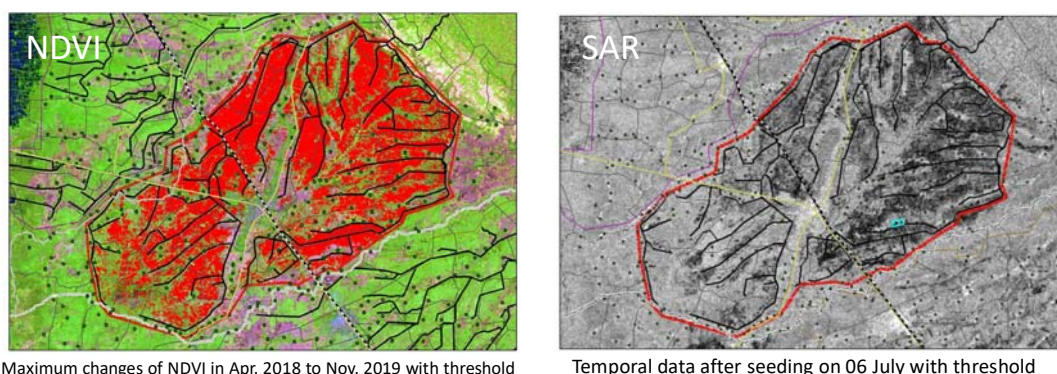 NDVI
SAR
Maximum changes of NDVI in Apr. 2018 to Nov. 2019 with threshold
Temporal data after seeding on 06 July with threshold